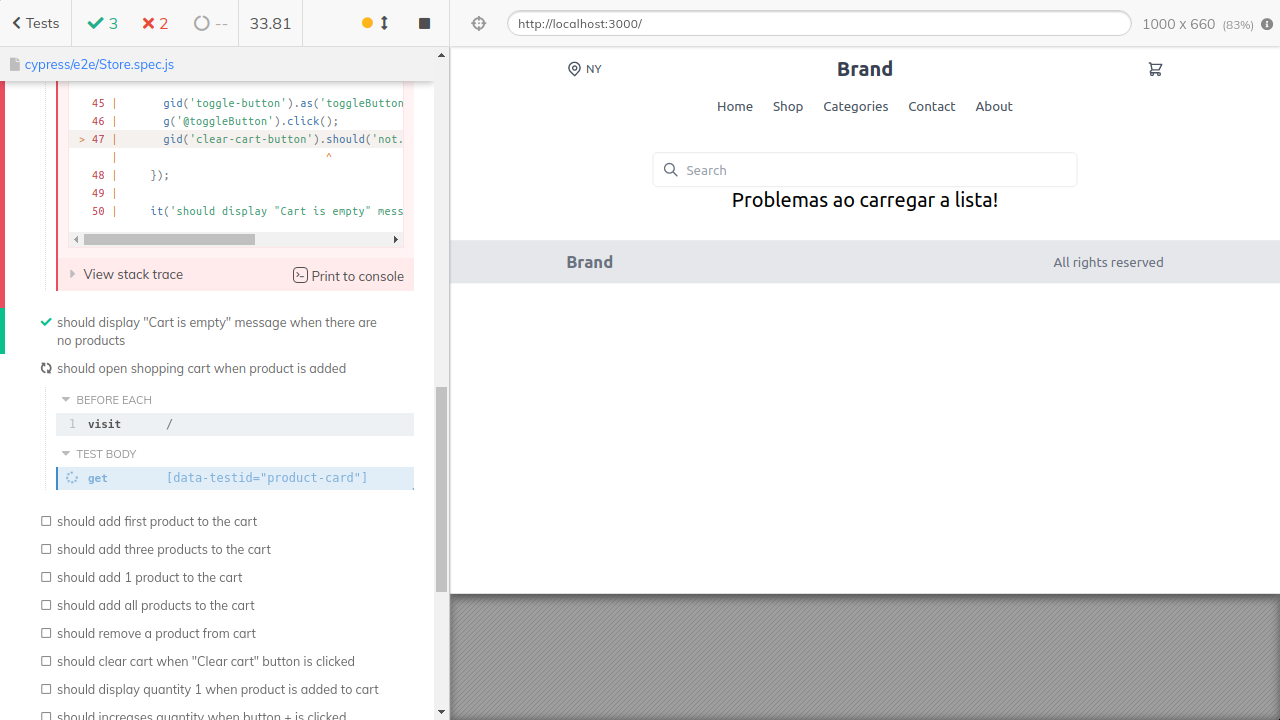 Tests
3
2
--
33.81
cypress/e2e/Store.spec.js
45 | gid('toggle-button').as('toggleButton
46 | g('@toggleButton').click();
> 47 | gid('clear-cart-button').should('not.
| ^
48 | });
49 |
50 | it('should display "Cart is empty" mess
View stack trace
Print to console
should display "Cart is empty" message when there are
no products
should open shopping cart when product is added
BEFORE EACH
1 visit /
TEST BODY
get [data-testid="product-card"]
should add first product to the cart
should add three products to the cart
should add 1 product to the cart
should add all products to the cart
should remove a product from cart
should clear cart when "Clear cart" button is clicked
should display quantity 1 when product is added to cart
should increases quantity when button + is clicked
http://localhost:3000/
1000 x 660 (83%)
NY
Brand
Home Shop Categories Contact About
Search
Problemas ao carregar a lista!
Brand
All rights reserved